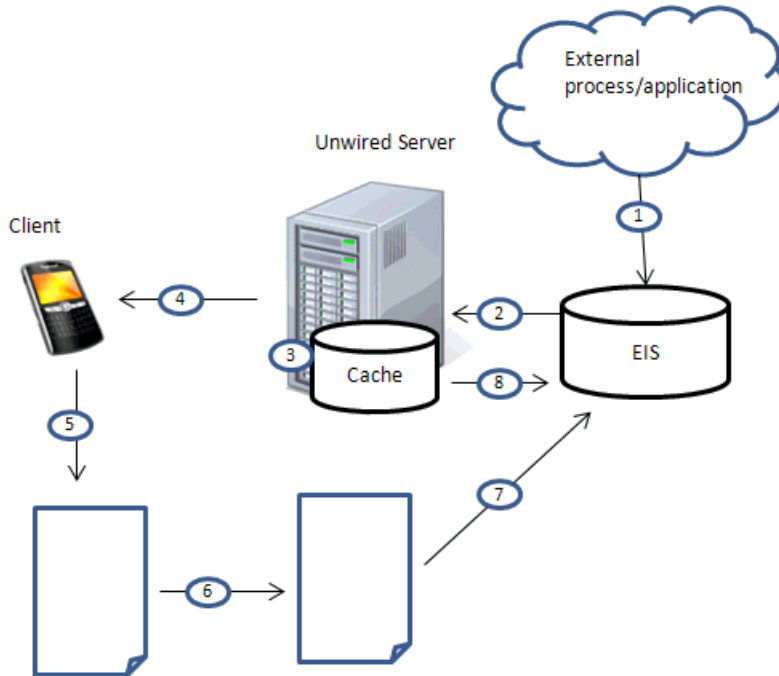 External
process/application
Unwired Server
1
Client
4
2
EIS
3
Cache
8
5
7
6